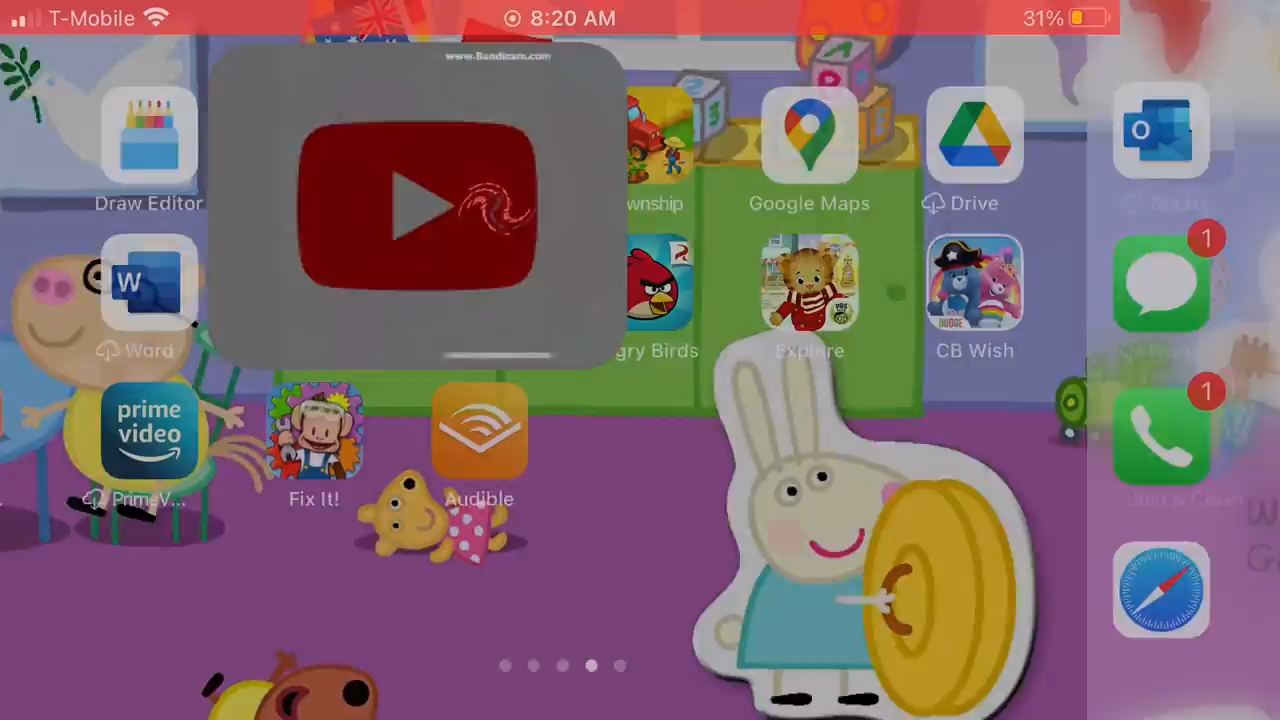 T-Mobile 8:20 AM 31%
www.Bandicam.com
Draw Editor wnship Google Maps Drive
1
W
Word gry Birds Explore CB Wish
prime
video
1
PrimeV... Fix It! Audible